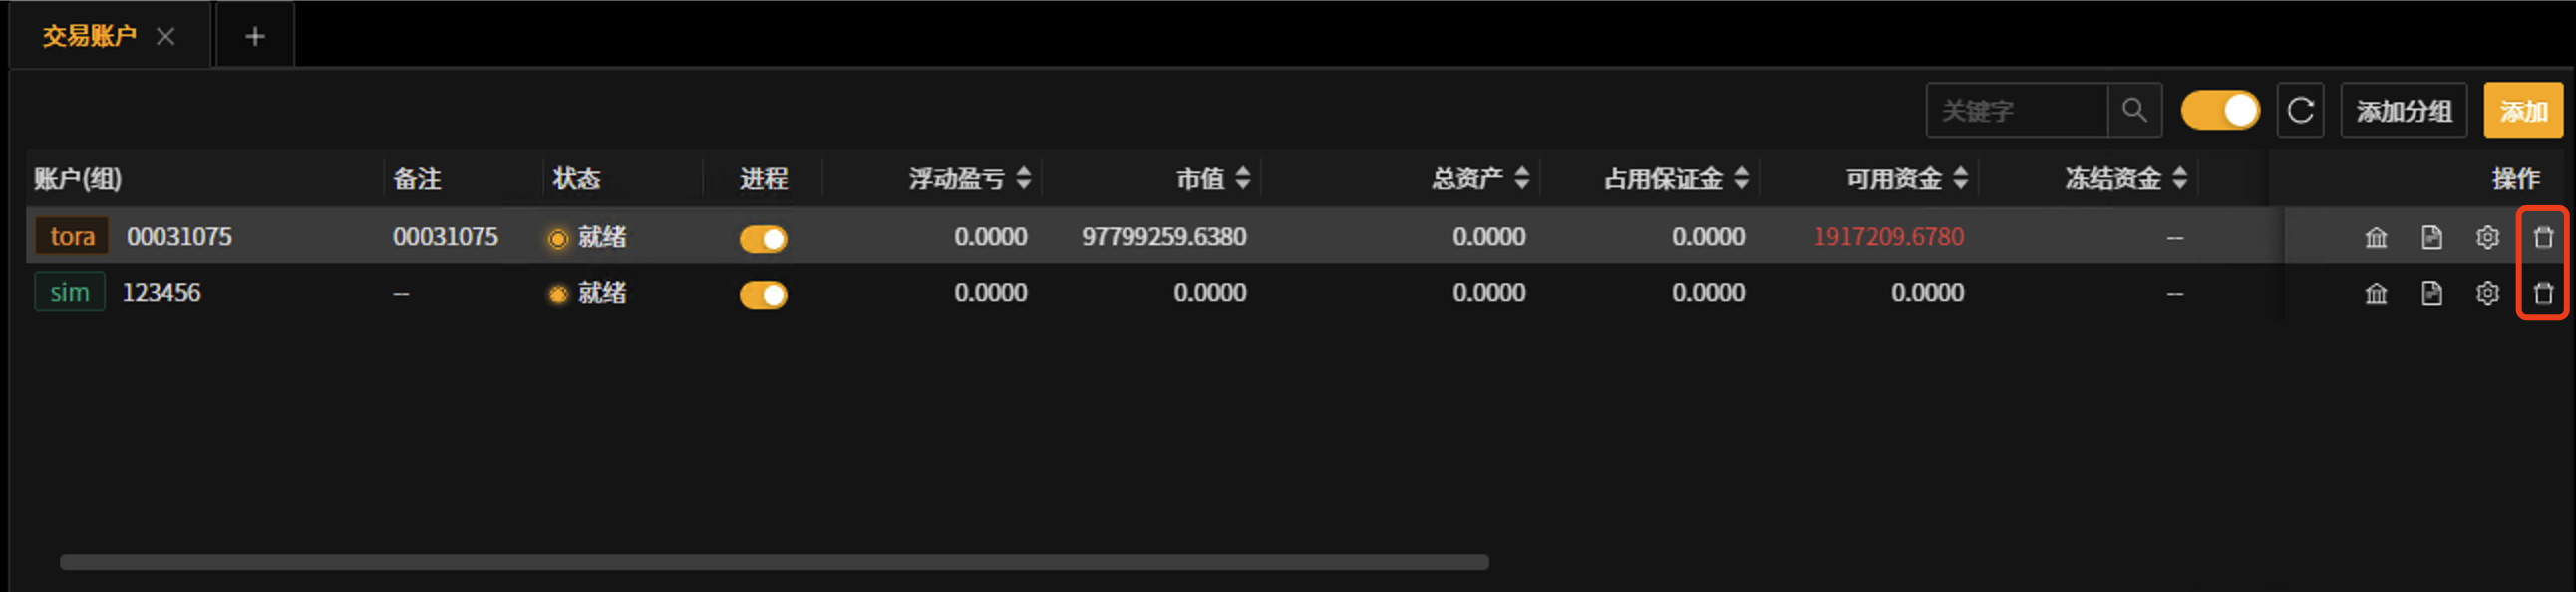 交易账户
关键字 添加分组 添加
账户(组) 备注 状态 进程 浮动盈亏 市值 总资产 占用保证金 可用资金 冻结资金 操作
tora 00031075 00031075 就绪 0.0000 97799259.6380 0.0000 0.0000 1917209.6780 --
sim 123456 -- 就绪 0.0000 0.0000 0.0000 0.0000 0.0000 --